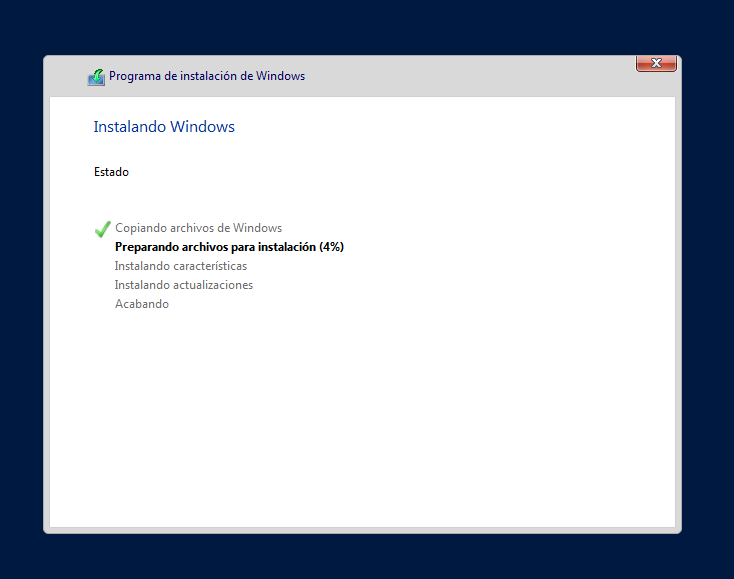 Programa de instalación de Windows
Instalando Windows
Estado
Copiando archivos de Windows
Preparando archivos para instalación (4%)
Instalando características
Instalando actualizaciones
Acabando